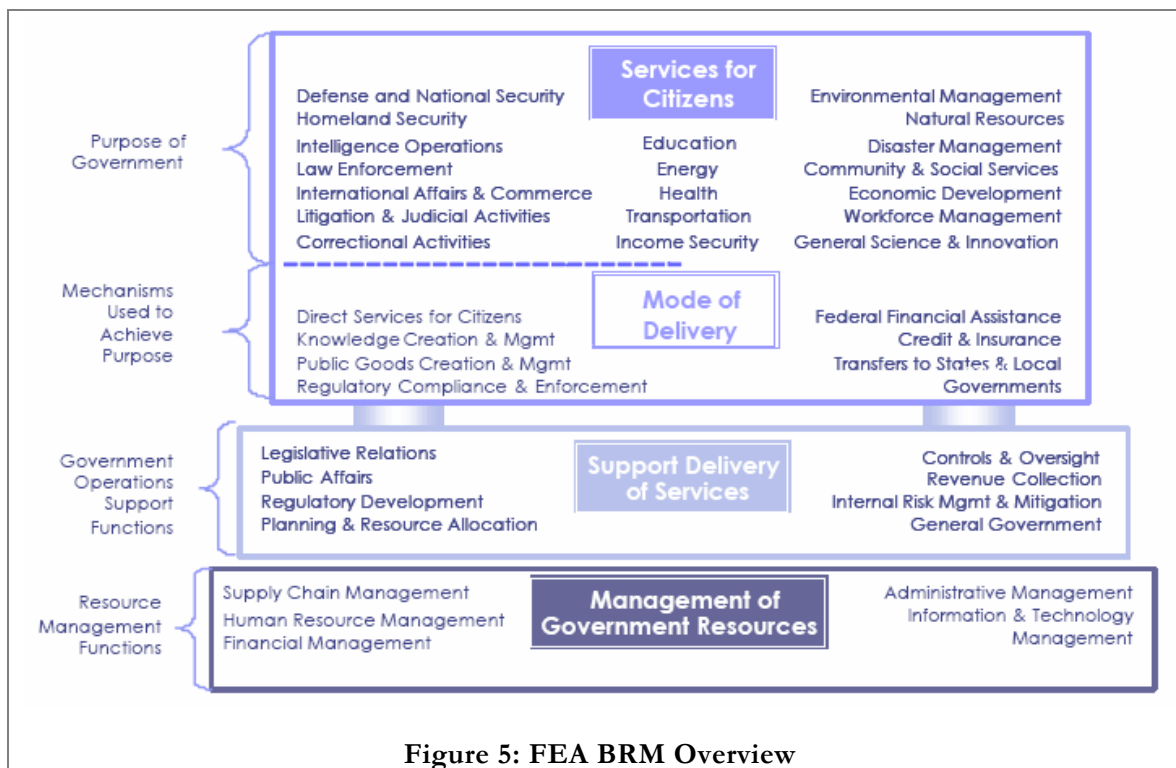 Purpose of
Government
Services for
Citizens
Defense and National Security
Homeland Security
Intelligence Operations
Law Enforcement
International Affairs & Commerce
Litigation & Judicial Activities
Correctional Activities
Education
Energy
Health
Transportation
Income Security
Environmental Management
Natural Resources
Disaster Management
Community & Social Services
Economic Development
Workforce Management
General Science & Innovation
Mechanisms
Used to
Achieve
Purpose
Mode of
Delivery
Direct Services for Citizens
Knowledge Creation & Mgmt
Public Goods Creation & Mgmt
Regulatory Compliance & Enforcement
Federal Financial Assistance
Credit & Insurance
Transfers to States & Local
Governments
Government
Operations
Support
Functions
Support Delivery
of Services
Legislative Relations
Public Affairs
Regulatory Development
Planning & Resource Allocation
Controls & Oversight
Revenue Collection
Internal Risk Mgmt & Mitigation
General Government
Resource
Management
Functions
Management of
Government Resources
Supply Chain Management
Human Resource Management
Financial Management
Administrative Management
Information & Technology
Management
Figure 5: FEA BRM Overview